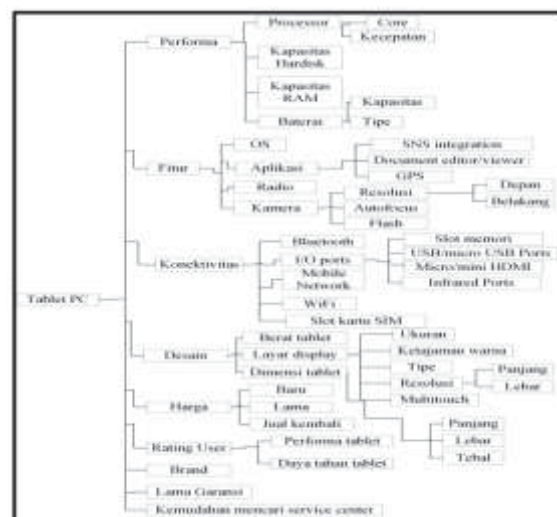 Tablet PC
Performa
Processor
Core
Kecepatan
Kapasitas
Hardisk
Kapasitas
RAM
Baterai
Kapasitas
Tipe
Fitur
OS
Aplikasi
SNS integration
Document editor/viewer
GPS
Radio
Kamera
Resolusi
Depan
Belakang
Autofocus
Flash
Konektivitas
Bluetooth
I/O ports
Slot memori
USB/micro USB Ports
Micro/mini HDMI
Infrared Ports
Mobile
Network
WiFi
Slot kartu SIM
Desain
Berat tablet
Layar display
Ukuran
Ketajaman warna
Tipe
Resolusi
Panjang
Lebar
Multitouch
Dimensi tablet
Panjang
Lebar
Tebal
Harga
Baru
Lama
Jual kembali
Rating User
Performa tablet
Daya tahan tablet
Brand
Lama Garansi
Kemudahan mencari service center